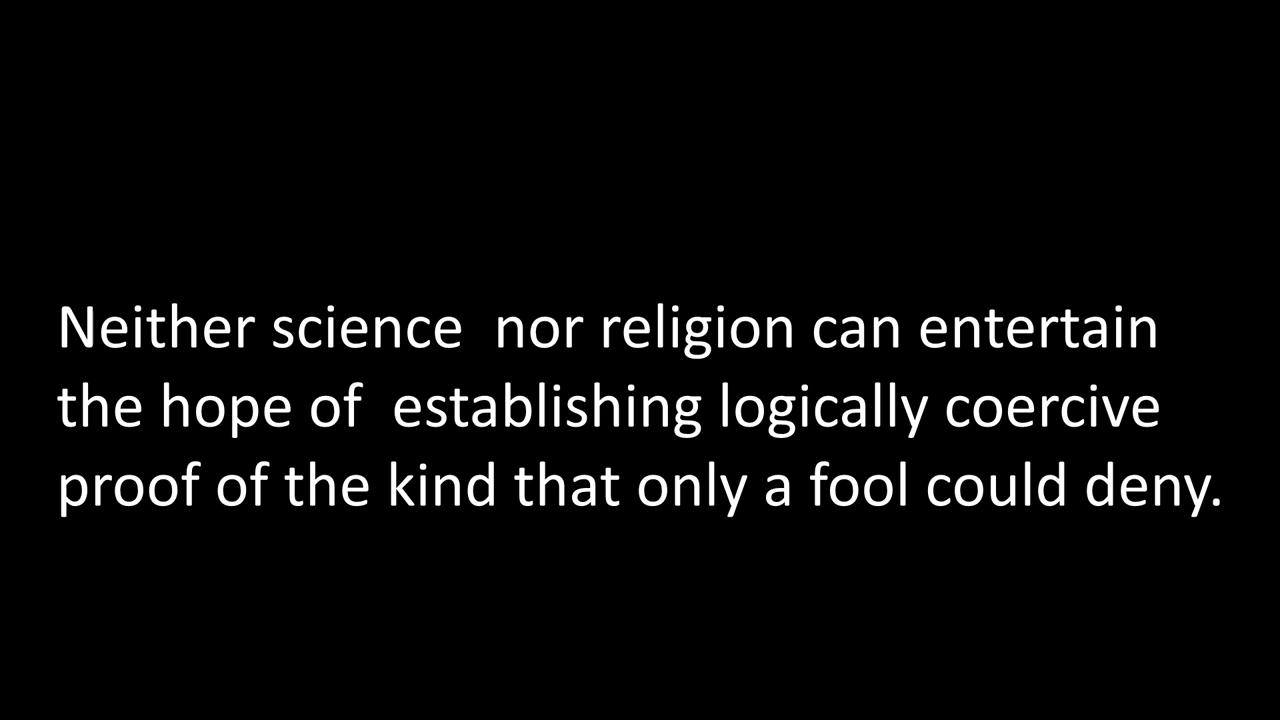 Neither science  nor religion can entertain
the hope of  establishing logically coercive
proof of the kind that only a fool could deny.